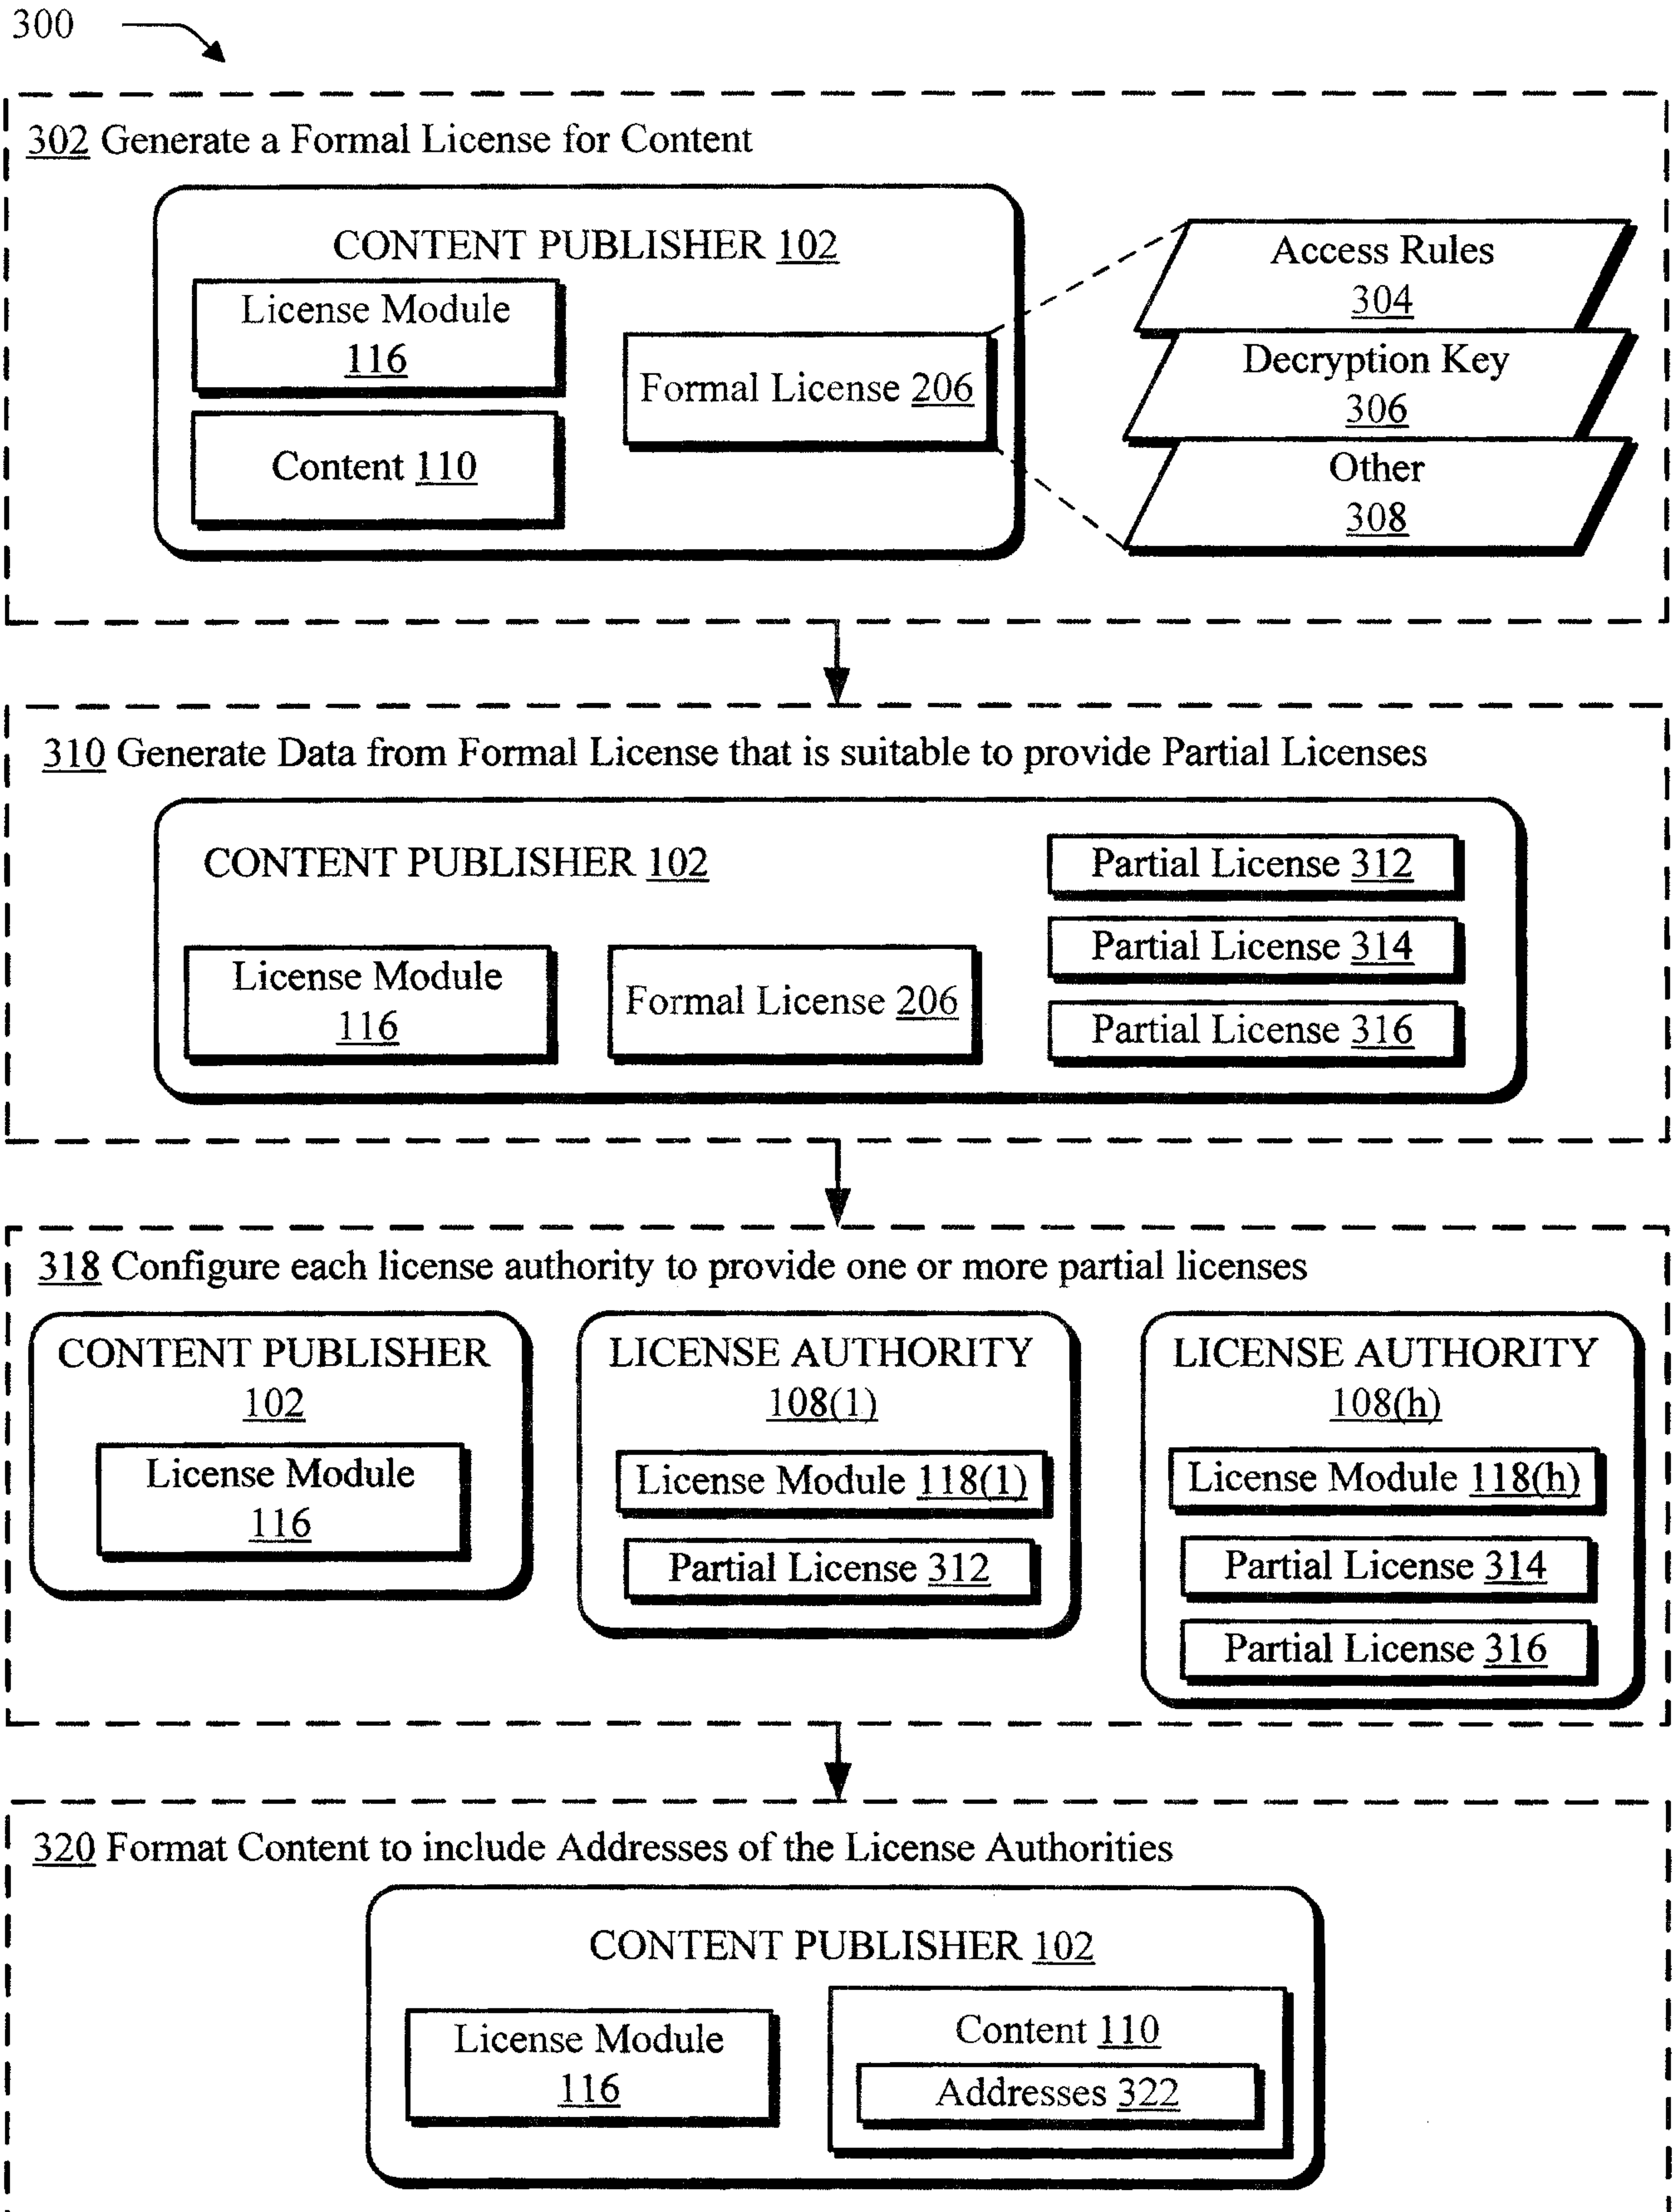 300
302 Generate a Formal License for Content
CONTENT PUBLISHER 102
License Module
116
Content 110
Formal License 206
Access Rules
304
Decryption Key
306
Other
308
310 Generate Data from Formal License that is suitable to provide Partial Licenses
CONTENT PUBLISHER 102
License Module
116
Formal License 206
Partial License 312
Partial License 314
Partial License 316
318 Configure each license authority to provide one or more partial licenses
CONTENT PUBLISHER
102
License Module
116
LICENSE AUTHORITY
108(1)
License Module 118(1)
Partial License 312
LICENSE AUTHORITY
108(h)
License Module 118(h)
Partial License 314
Partial License 316
320 Format Content to include Addresses of the License Authorities
CONTENT PUBLISHER 102
License Module
116
Content 110
Addresses 322